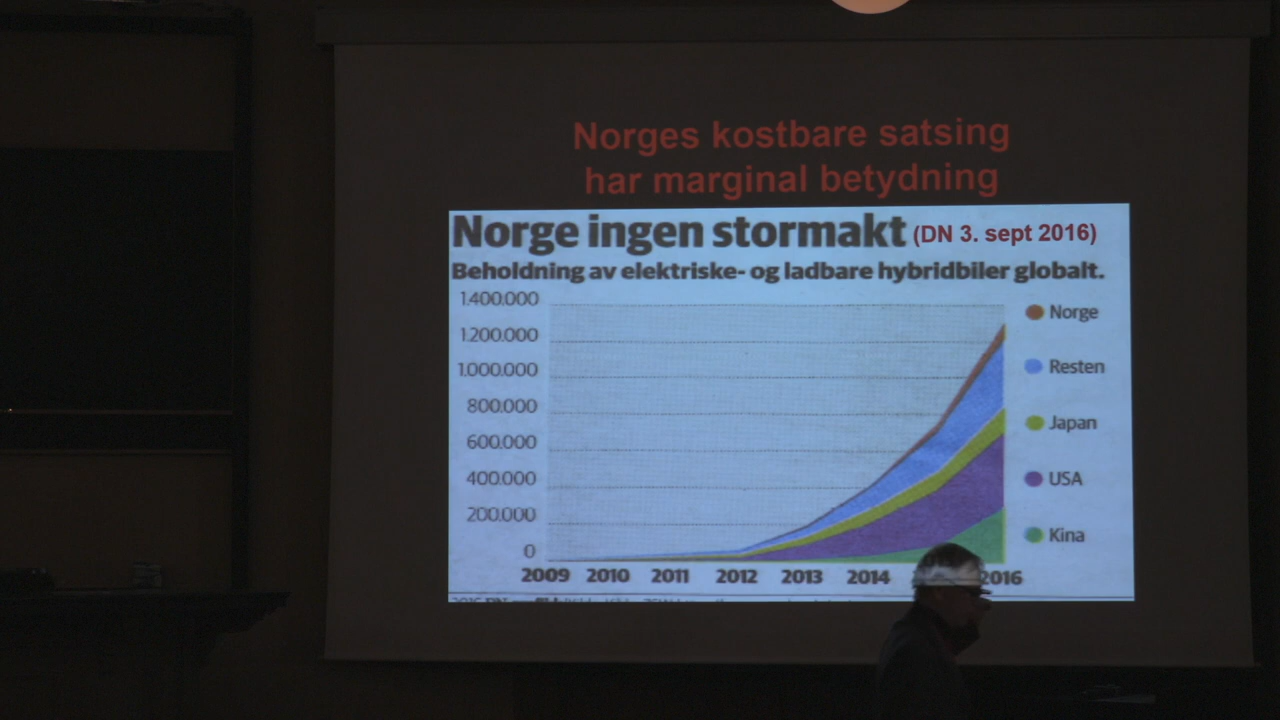 Norges kostbare satsing
har marginal betydning
Norge ingen stormakt (DN 3. sept 2016)
Beholdning av elektriske- og ladbare hybridbiler globalt.
1.400.000
1.200.000
1.000.000
800.000
600.000
400.000
200.000
0
Norge
Resten
Japan
USA
Kina
2009 2010 2011 2012 2013 2014 2016